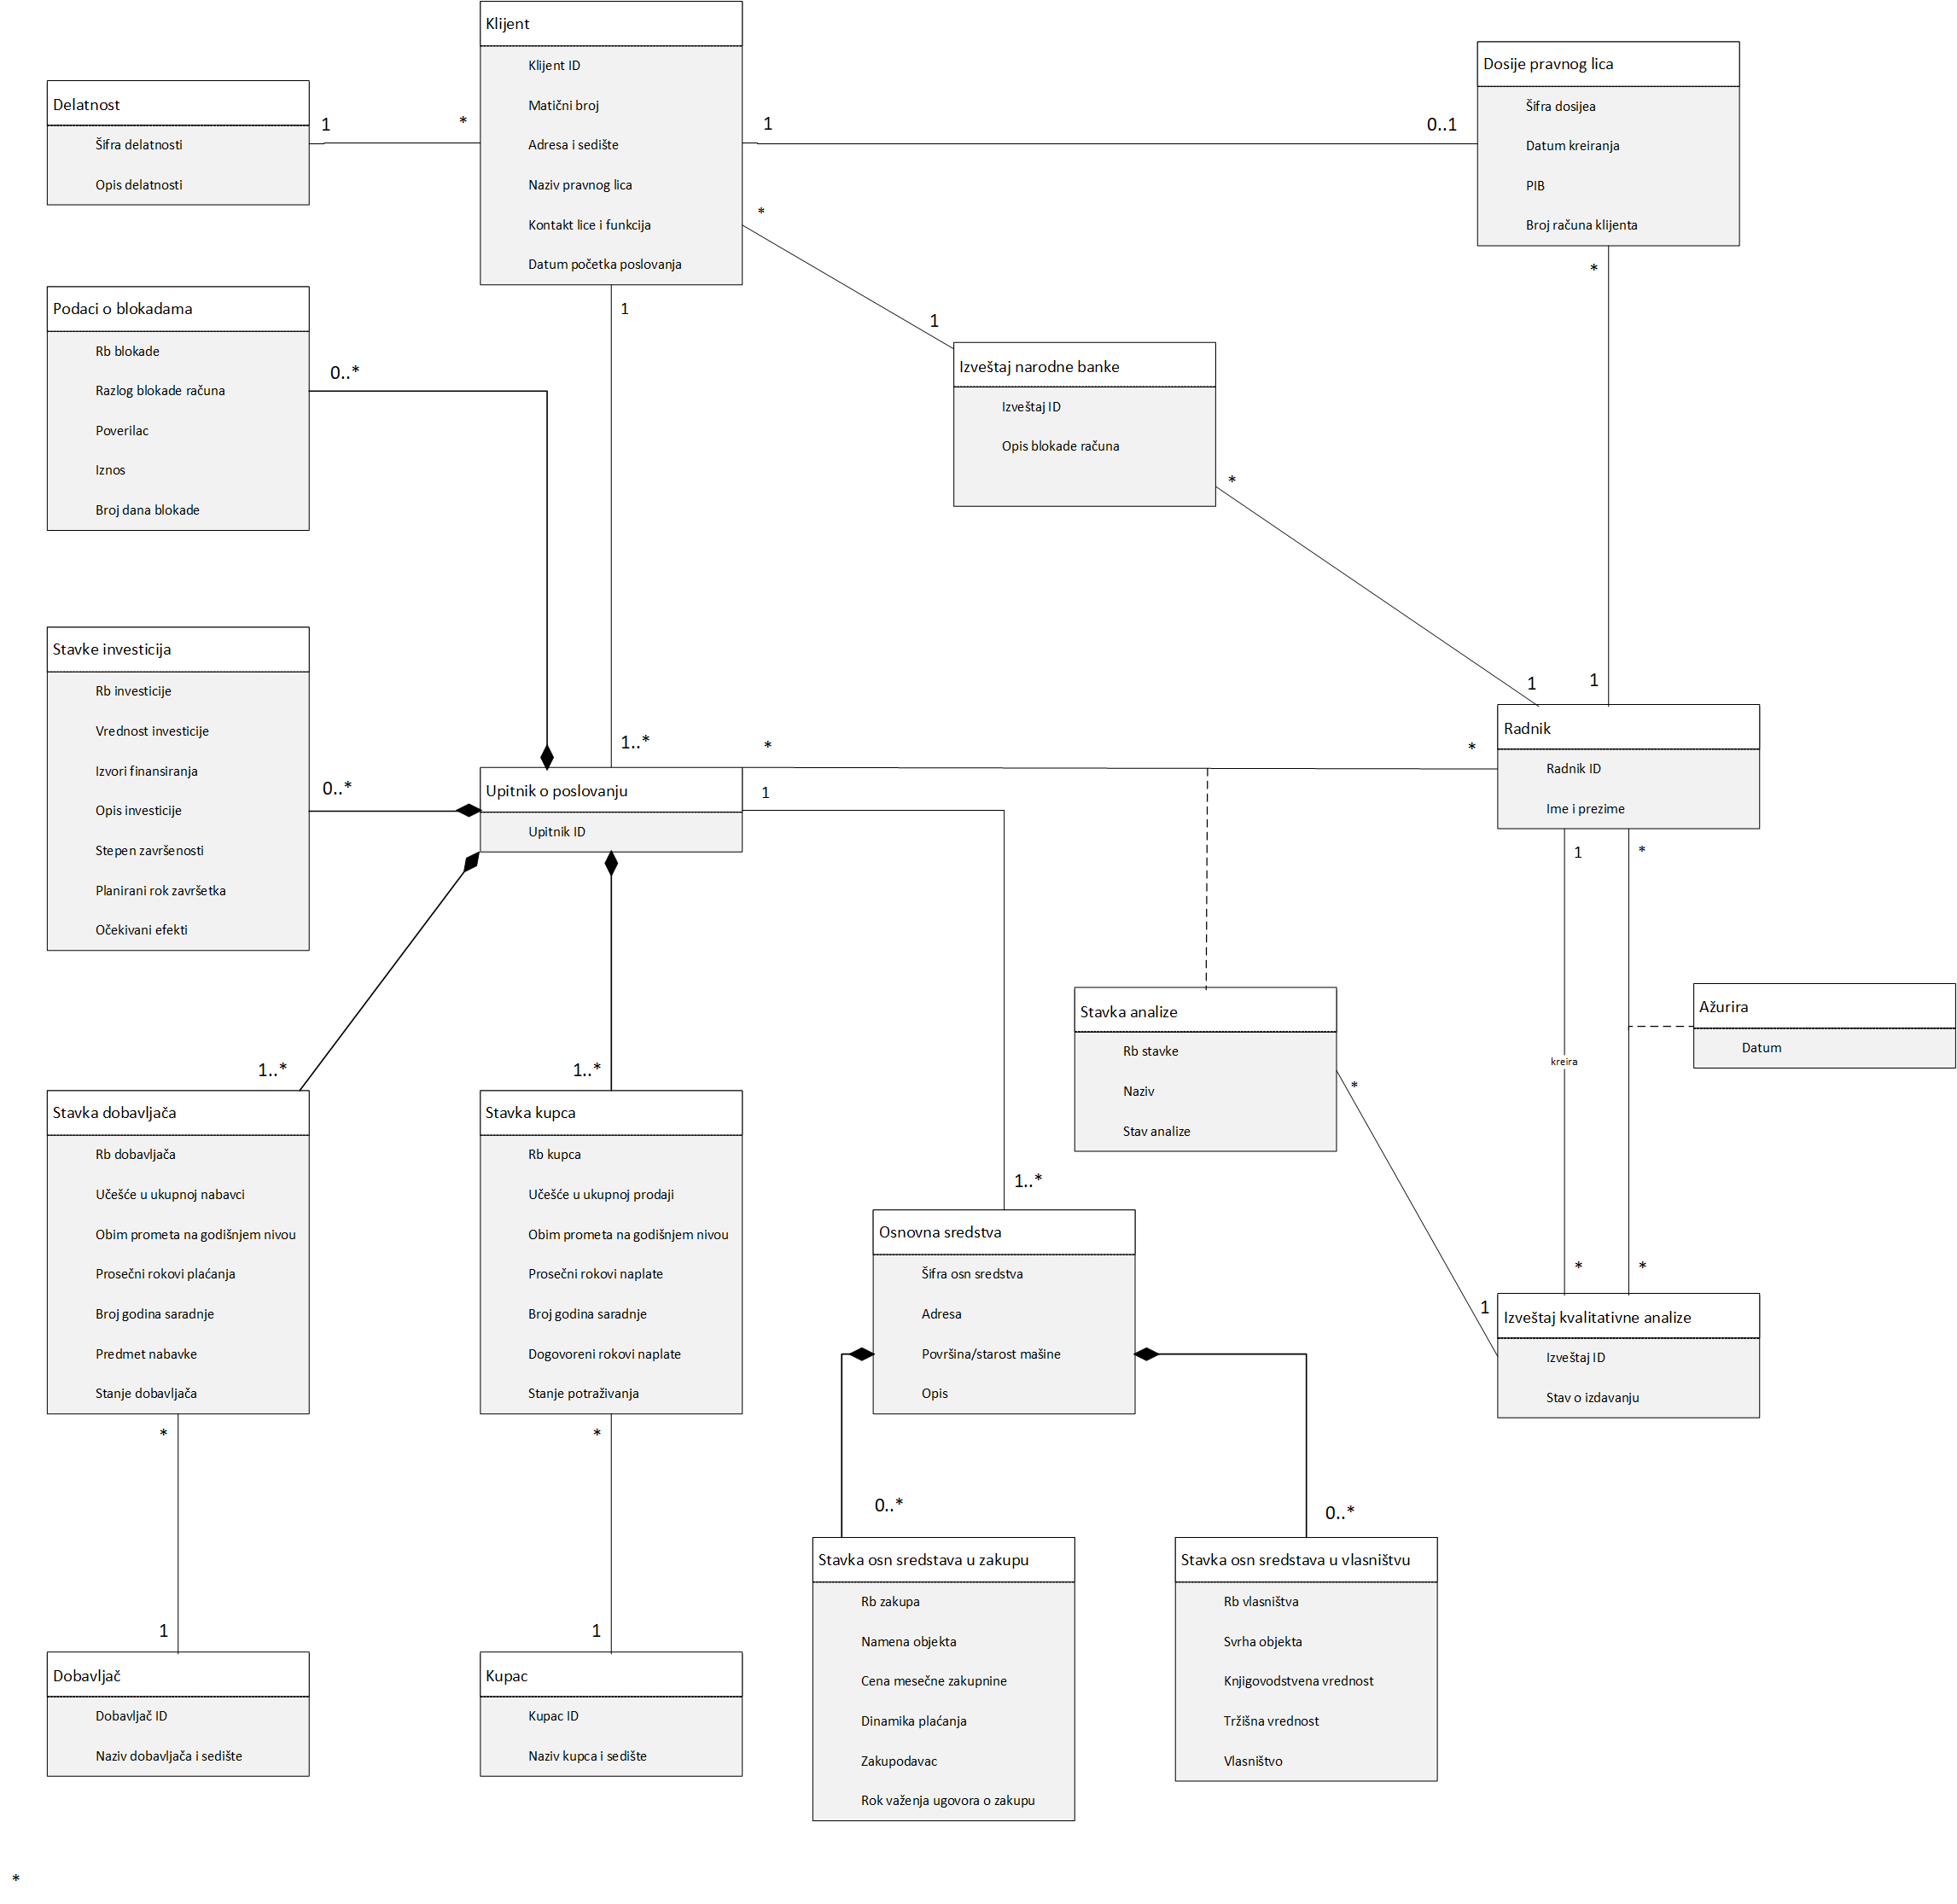 Klijent
Klijent ID
Matični broj
Adresa i sedište
Naziv pravnog lica
Kontakt lice i funkcija
Datum početka poslovanja
Dosije pravnog lica
Šifra dosijea
Datum kreiranja
PIB
Broj računa klijenta
Delatnost
Šifra delatnosti
Opis delatnosti
1
*
1
0..1
*
1
*
1
Podaci o blokadama
Rb blokade
Razlog blokade računa
Poverilac
Iznos
Broj dana blokade
0..*
Izveštaj narodne banke
Izveštaj ID
Opis blokade računa
*
1
1
Stavke investicija
Rb investicije
Vrednost investicije
Izvori finansiranja
Opis investicije
Stepen završenosti
Planirani rok završetka
Očekivani efekti
0..*
1..*
*
*
Upitnik o poslovanju
Upitnik ID
1
Radnik
Radnik ID
Ime i prezime
1
*
Stavka analize
Rb stavke
Naziv
Stav analize
*
Ažurira
Datum
kreira
1..*
1..*
Stavka dobavljača
Rb dobavljača
Učešće u ukupnoj nabavci
Obim prometa na godišnjem nivou
Prosečni rokovi plaćanja
Broj godina saradnje
Predmet nabavke
Stanje dobavljača
Stavka kupca
Rb kupca
Učešće u ukupnoj prodaji
Obim prometa na godišnjem nivou
Prosečni rokovi naplate
Broj godina saradnje
Dogovoreni rokovi naplate
Stanje potraživanja
1..*
Osnovna sredstva
Šifra osn sredstva
Adresa
Površina/starost mašine
Opis
*
*
1
Izveštaj kvalitativne analize
Izveštaj ID
Stav o izdavanju
*
*
0..*
0..*
1
1
Dobavljač
Dobavljač ID
Naziv dobavljača i sedište
Kupac
Kupac ID
Naziv kupca i sedište
Stavka osn sredstava u zakupu
Rb zakupa
Namena objekta
Cena mesečne zakupnine
Dinamika plaćanja
Zakupodavac
Rok važenja ugovora o zakupu
Stavka osn sredstava u vlasništvu
Rb vlasništva
Svrha objekta
Knjigovodstvena vrednost
Tržišna vrednost
Vlasništvo
*